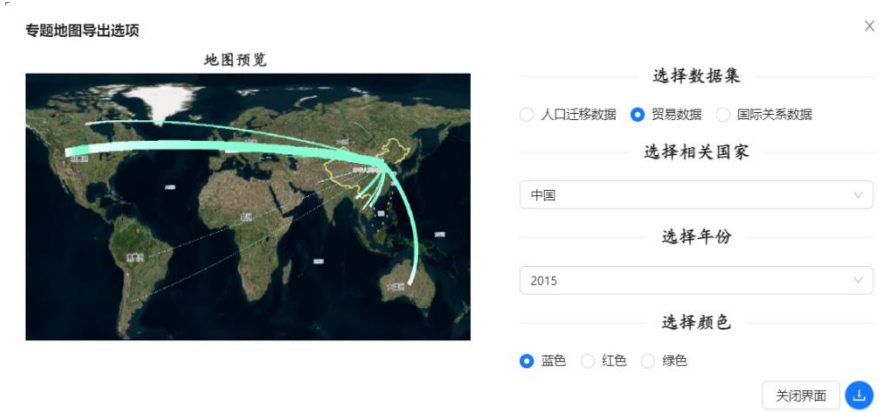 专题地图导出选项
地图预览
选择数据集
人口迁移数据 贸易数据 国际关系数据
选择相关国家
中国
选择年份
2015
选择颜色
蓝色 红色 绿色
关闭界面